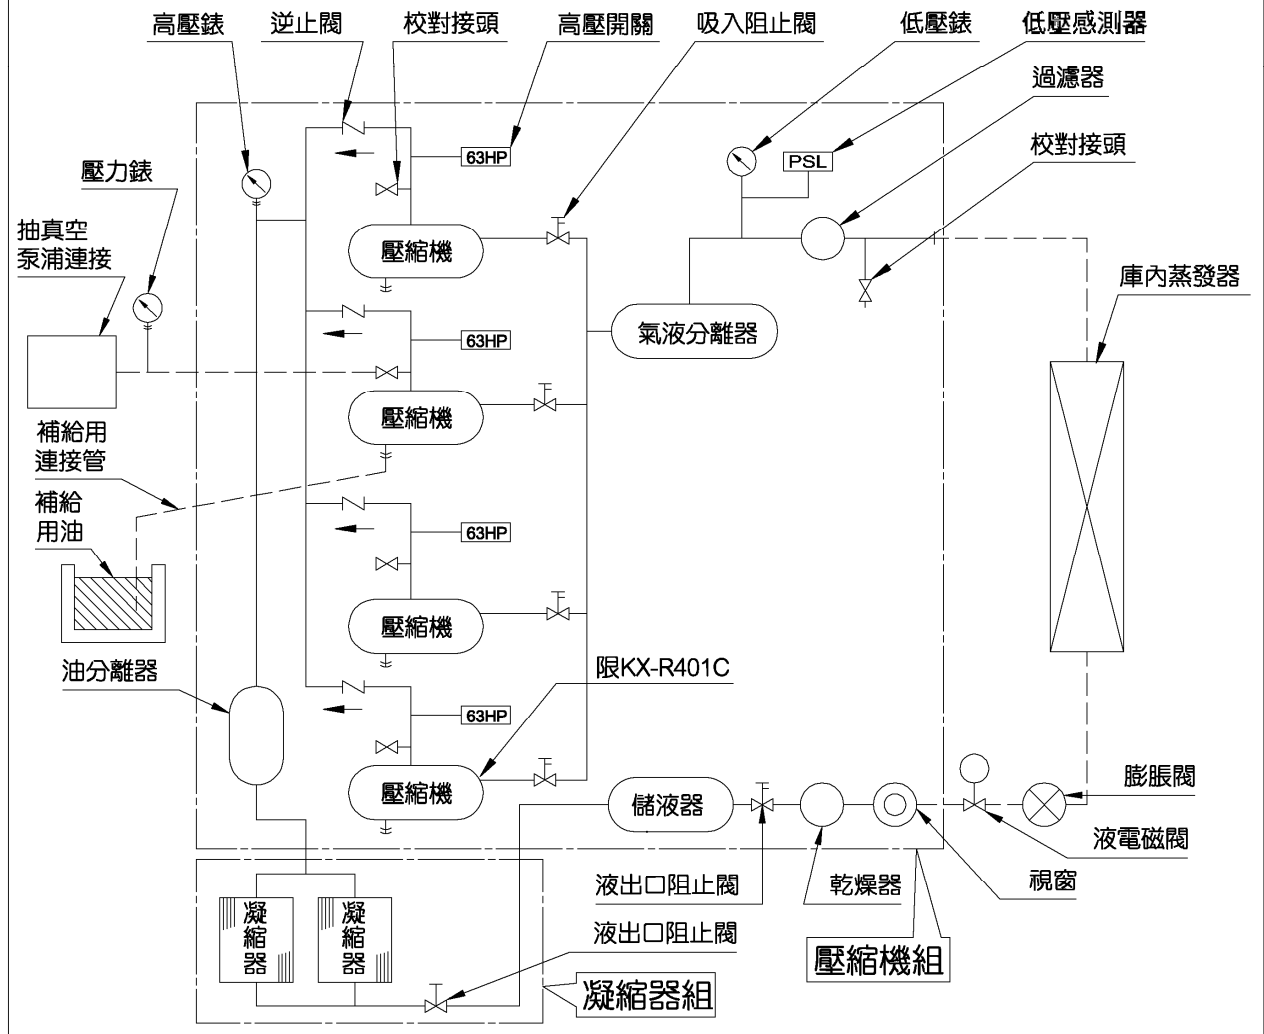 高壓錶
逆止閥
校對接頭
高壓開關
吸入阻止閥
低壓錶
低壓感測器
過濾器
校對接頭
63HP
PSL
壓力錶
抽真空
泵浦連接
壓縮機
庫內蒸發器
氣液分離器
63HP
壓縮機
補給用
連接管
補給
用油
63HP
壓縮機
油分離器
限KX-R401C
63HP
壓縮機
儲液器
膨脹閥
液電磁閥
視窗
乾燥器
液出口阻止閥
液出口阻止閥
凝縮器
凝縮器
壓縮機組
凝縮器組